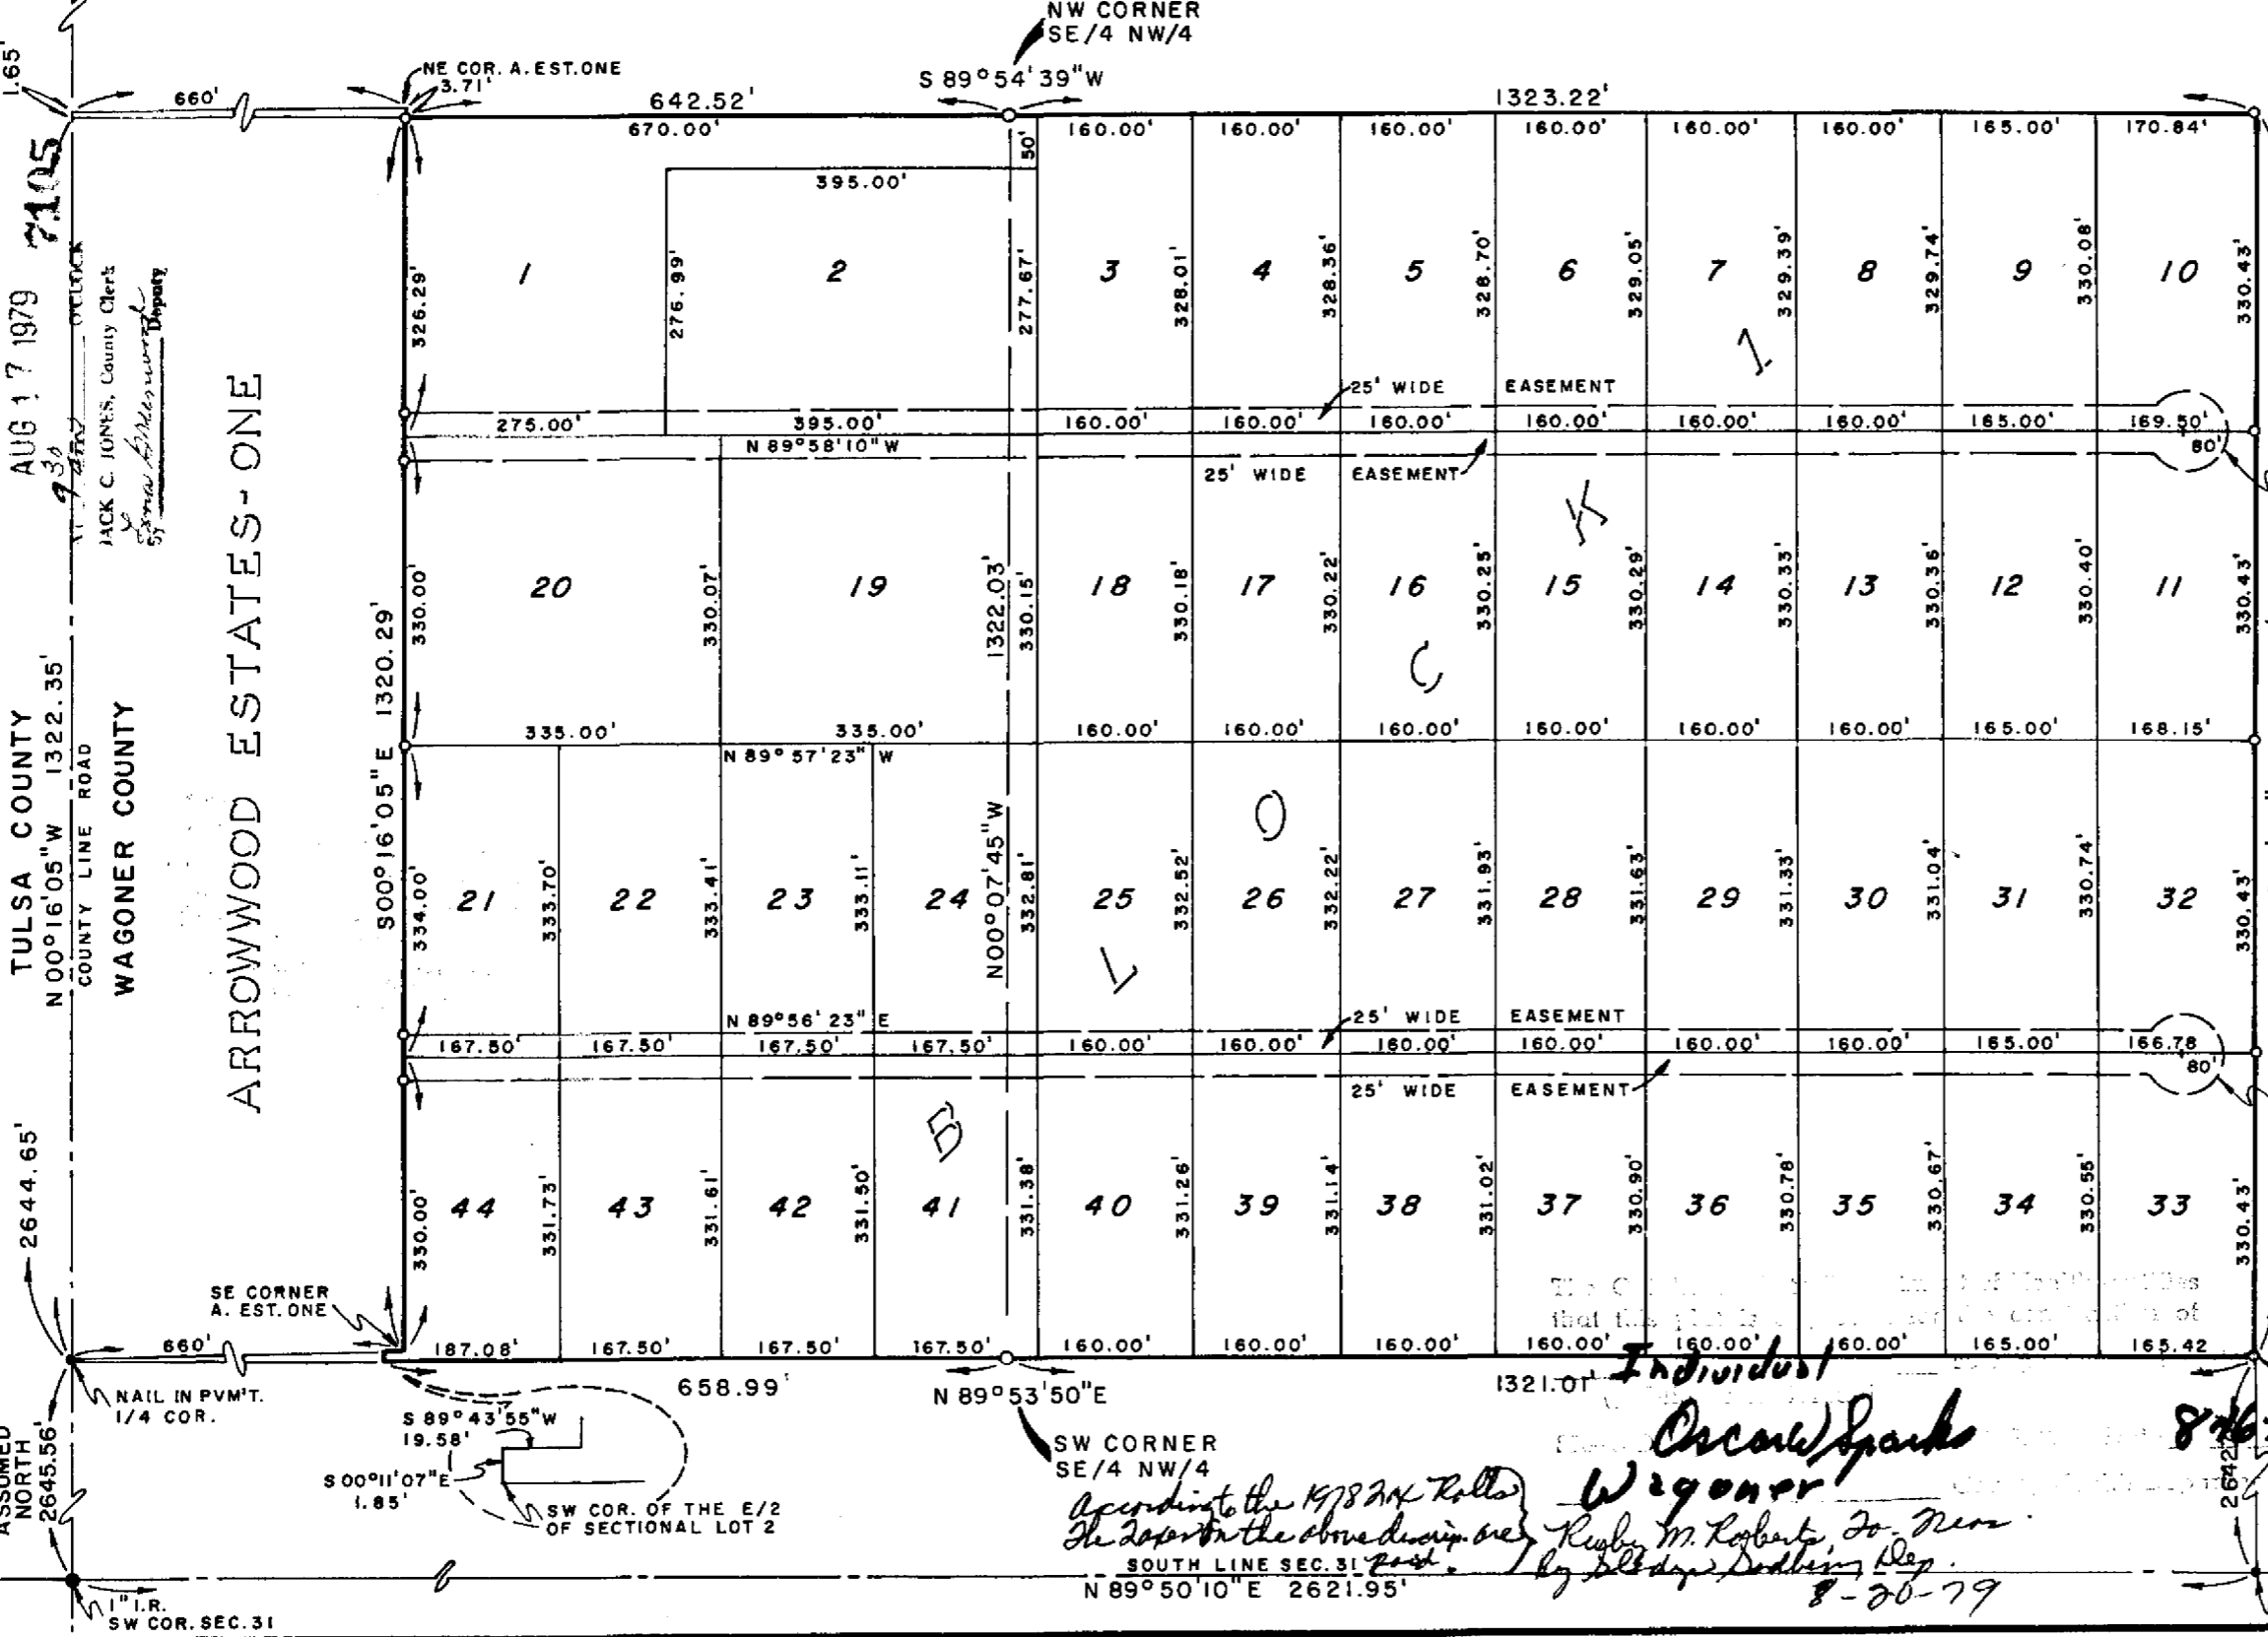 NW CORNER
SE/4 NW/4
S 89°54'39"W
NE COR. A. EST. ONE
3.71'
1.65'
660'
642.52'
1323.22'
670.00'
160.00' 160.00' 160.00' 160.00' 160.00' 160.00' 165.00' 170.84'
50'
395.00'
7105
AUG 17 1979
9 30
O'CLOCK
JACK C. JONES, County Clerk
By Deputy
326.29' 276.99' 277.67' 328.01' 328.36' 328.70' 329.05' 329.39' 329.74' 330.08' 330.43'
1 2 3 4 5 6 7 8 9 10
25' WIDE EASEMENT
275.00' 395.00' 160.00' 160.00' 160.00' 160.00' 160.00' 160.00' 165.00' 169.50'
80'
N 89°58'10"W
25' WIDE EASEMENT
BLOCK 1
ARROWWOOD ESTATES-ONE
20 19 18 17 16 15 14 13 12 11
330.00' 330.07' 330.15' 330.18' 330.22' 330.25' 330.29' 330.33' 330.36' 330.40' 330.43'
1322.03'
N00°07'45"W
S00°16'05"E 1320.29'
335.00' 335.00' 160.00' 160.00' 160.00' 160.00' 160.00' 160.00' 165.00' 168.15'
N 89°57'23" W
TULSA COUNTY
N00°16'05"W 1322.35'
COUNTY LINE ROAD
WAGONER COUNTY
21 22 23 24 25 26 27 28 29 30 31 32
334.00' 333.70' 333.41' 333.11' 332.81' 332.52' 332.22' 331.93' 331.63' 331.33' 331.04' 330.74' 330.43'
N 89°56'23" E
25' WIDE EASEMENT
167.50' 167.50' 167.50' 167.50' 160.00' 160.00' 160.00' 160.00' 160.00' 160.00' 165.00' 166.78
80'
25' WIDE EASEMENT
2644.65'
44 43 42 41 40 39 38 37 36 35 34 33
330.00' 331.73' 331.61' 331.50' 331.38' 331.26' 331.14' 331.02' 330.90' 330.78' 330.67' 330.55' 330.43'
SE CORNER
A. EST. ONE
660'
187.08' 167.50' 167.50' 167.50' 160.00' 160.00' 160.00' 160.00' 160.00' 160.00' 165.00' 165.42
658.99'
N 89°53'50"E
1321.01'
NAIL IN PVM'T.
1/4 COR.
ASSUMED
NORTH
2645.56'
S 89°43'55"W
19.58'
S 00°11'07"E
1.85'
SW COR. OF THE E/2
OF SECTIONAL LOT 2
SW CORNER
SE/4 NW/4
that this
of
Individual
Oscar Sparks
Wagoner
2642
According to the 1978 Tax Rolls
The Taxes on the above descrip. are
paid.
M. Roberts, Co. Treas.
By Dep.
8-20-79
SOUTH LINE SEC. 31
N 89°50'10"E 2621.95'
1" I.R.
SW COR. SEC. 31